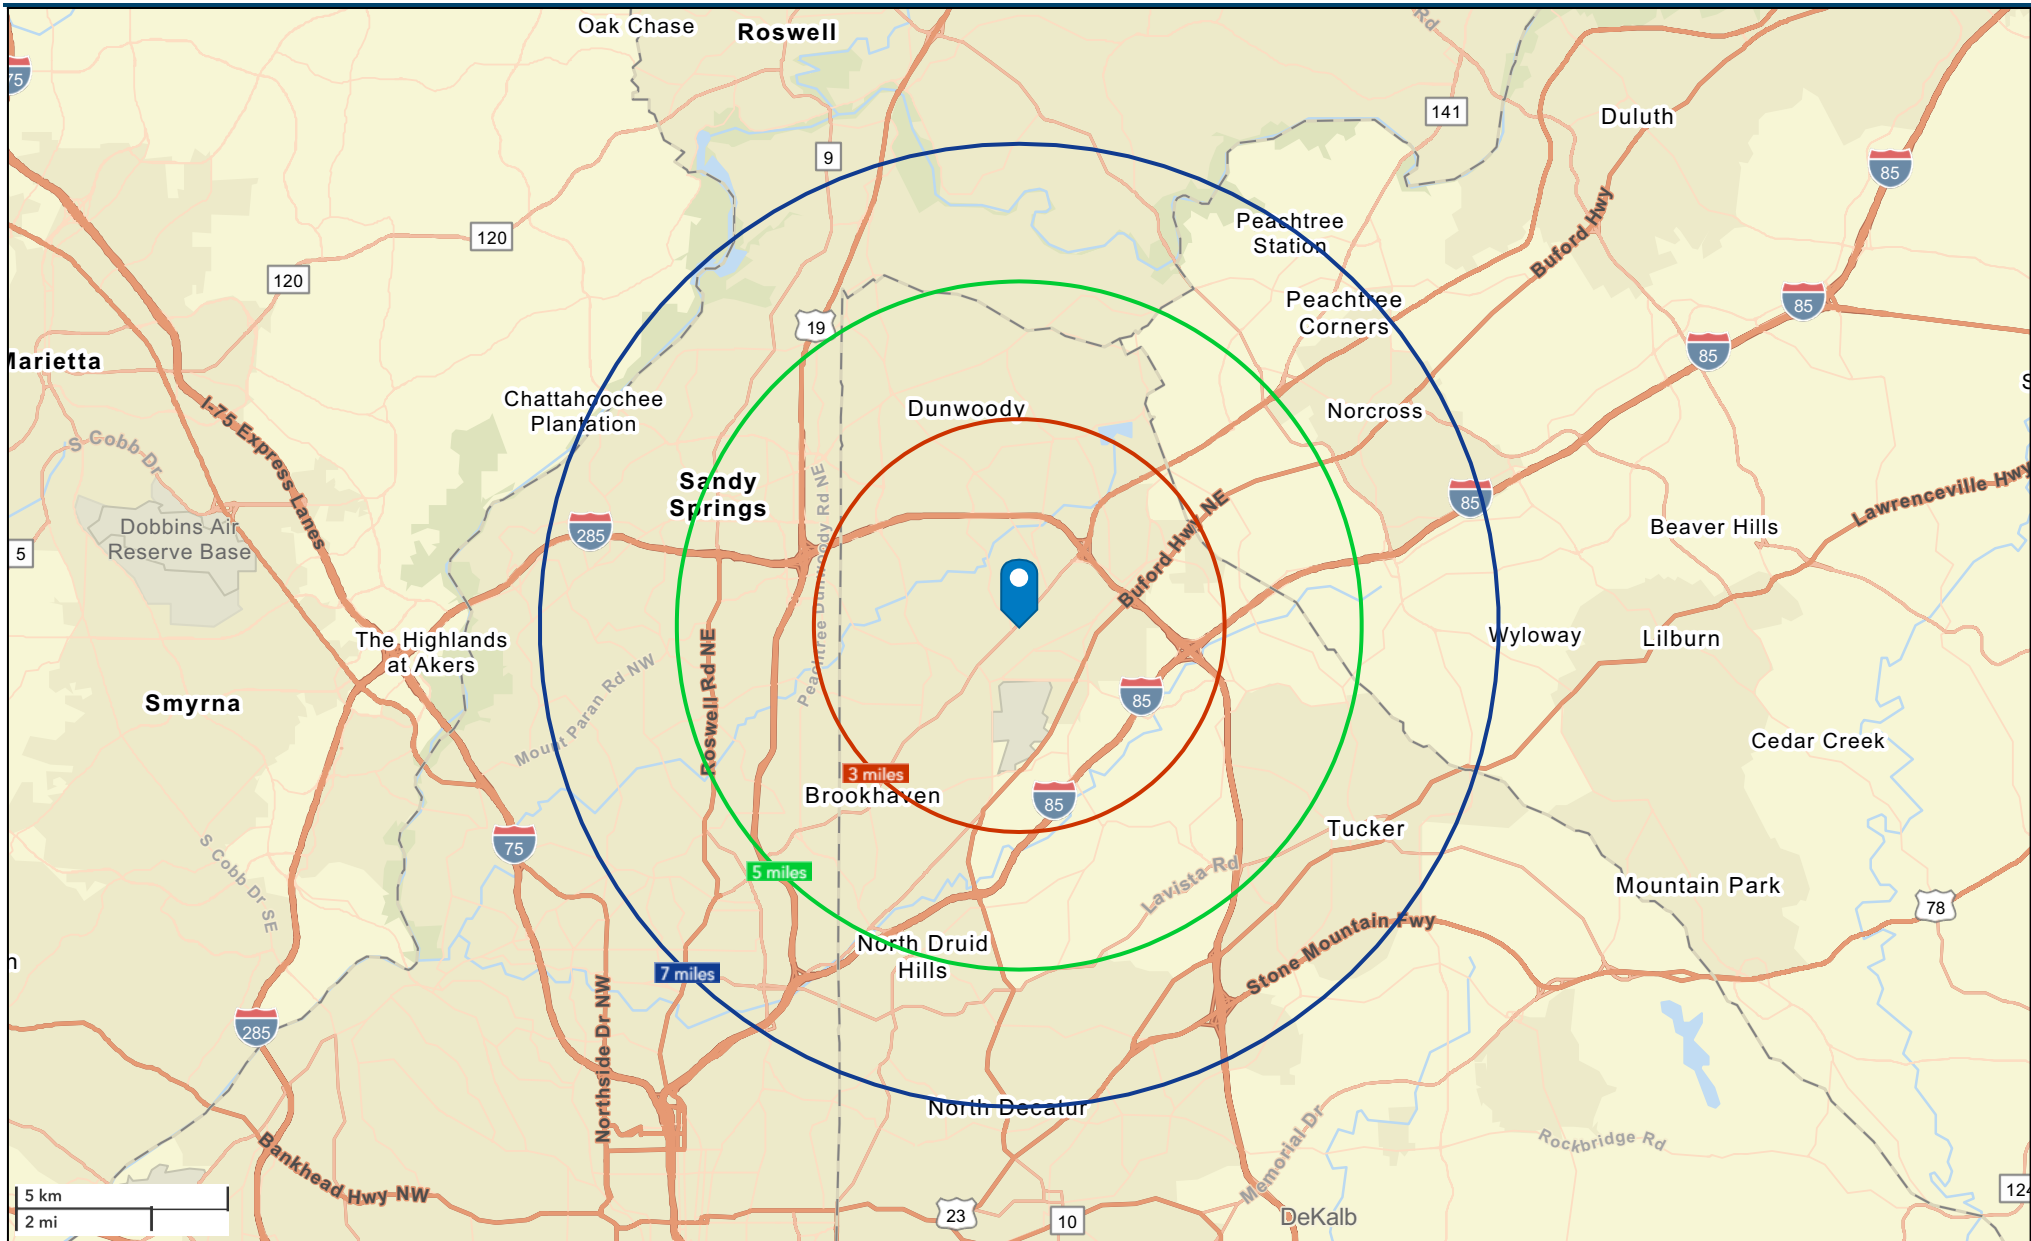 Oak Chase
Roswell
Rd
75
141
Duluth
9
85
120
Peachtree
Station
Buford Hwy
120
85
Peachtree
Corners
19
85
Marietta
S
Chattahoochee
Plantation
Dunwoody
Norcross
I-75 Express Lanes
S Cobb Dr
Sandy
Springs
Peachtree Dunwoody Rd NE
Buford Hwy NE
85
Lawrenceville Hwy
Dobbins Air
Reserve Base
285
Beaver Hills
5
The Highlands
at Akers
Wyloway
Lilburn
Roswell Rd NE
Mount Paran Rd NW
85
Smyrna
Cedar Creek
3 miles
Brookhaven
85
75
Tucker
5 miles
S Cobb Dr SE
Lavista Rd
Mountain Park
78
Stone Mountain Fwy
North Druid
Hills
n
7 miles
285
Northside Dr NW
North Decatur
Memorial Dr
Rockbridge Rd
Bankhead Hwy NW
5 km
2 mi
23
10
DeKalb
124